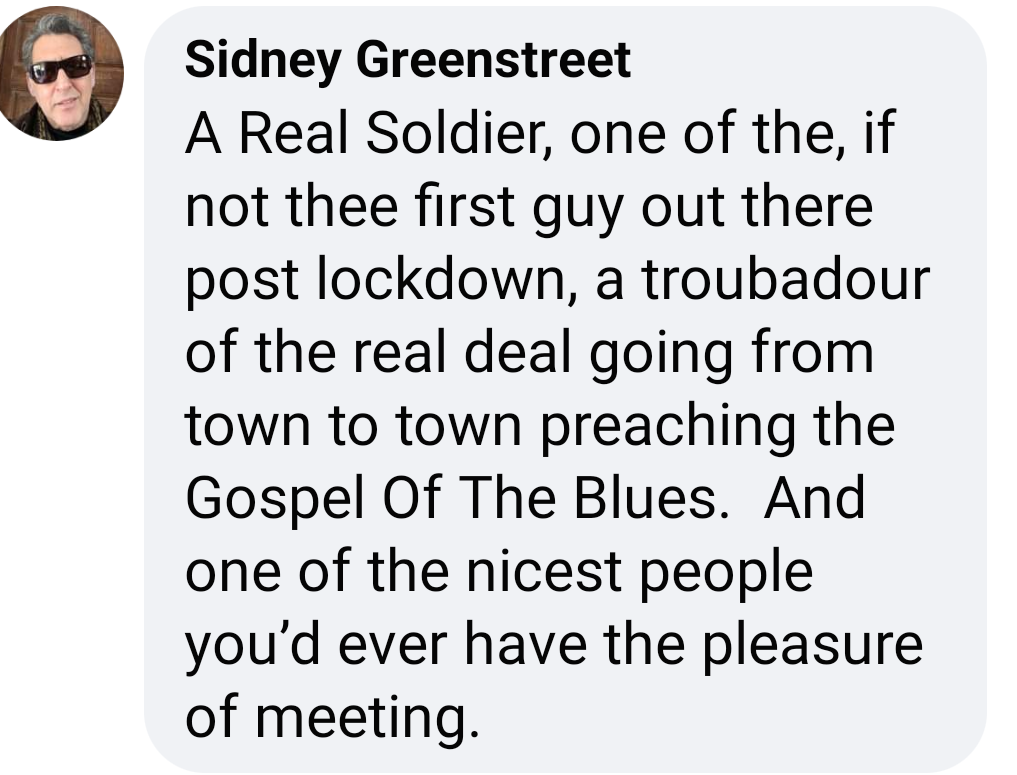 Sidney Greenstreet
A Real Soldier, one of the, if
not thee first guy out there
post lockdown, a troubadour
of the real deal going from
town to town preaching the
Gospel Of The Blues.  And
one of the nicest people
you’d ever have the pleasure
of meeting.